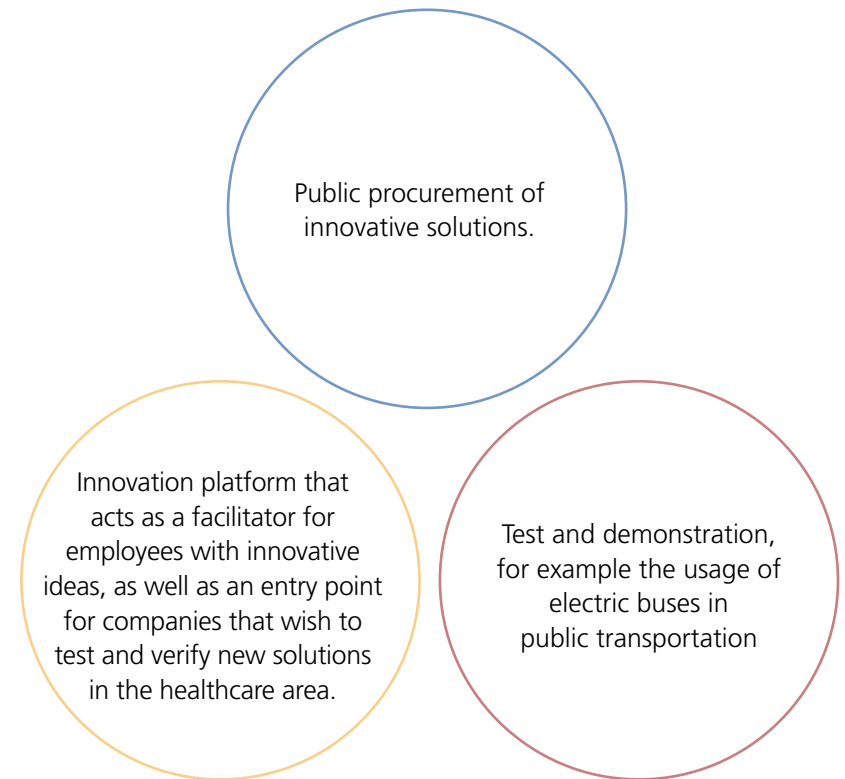 Public procurement of
innovative solutions.
Innovation platform that
acts as a facilitator for
employees with innovative
ideas, as well as an entry point
for companies that wish to
test and verify new solutions
in the healthcare area.
Test and demonstration,
for example the usage of
electric buses in
public transportation